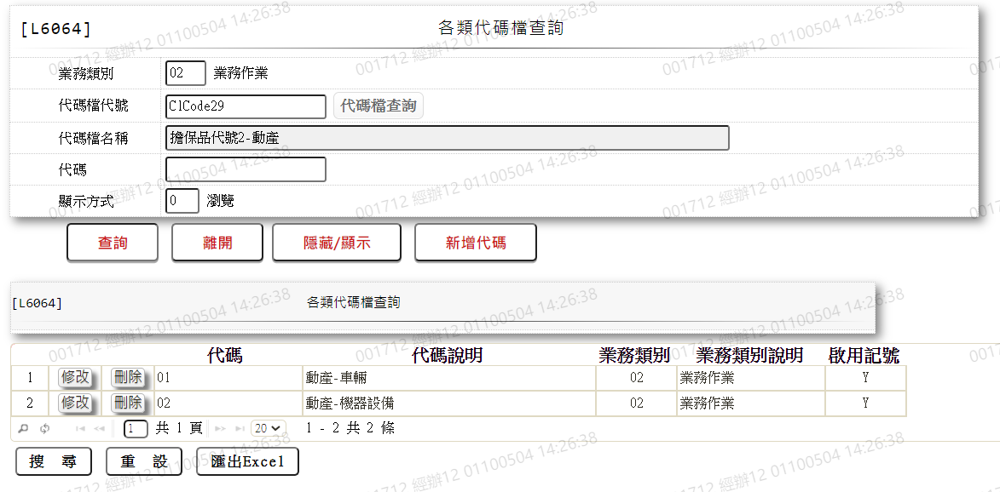 [L6064] 各類代碼檔查詢
業務類別 02 業務作業
代碼檔代號 ClCode29 代碼檔查詢
代碼檔名稱 擔保品代號2-動產
代碼
顯示方式 0 瀏覽
查詢 離開 隱藏/顯示 新增代碼
[L6064] 各類代碼檔查詢
代碼 代碼說明 業務類別 業務類別說明 啟用記號
1 修改 刪除 01 動產-車輛 02 業務作業 Y
2 修改 刪除 02 動產-機器設備 02 業務作業 Y
1 共 1 頁 20 1 - 2 共 2 條
搜 尋 重 設 匯出Excel
001712 經辦12 01100504 14:26:38